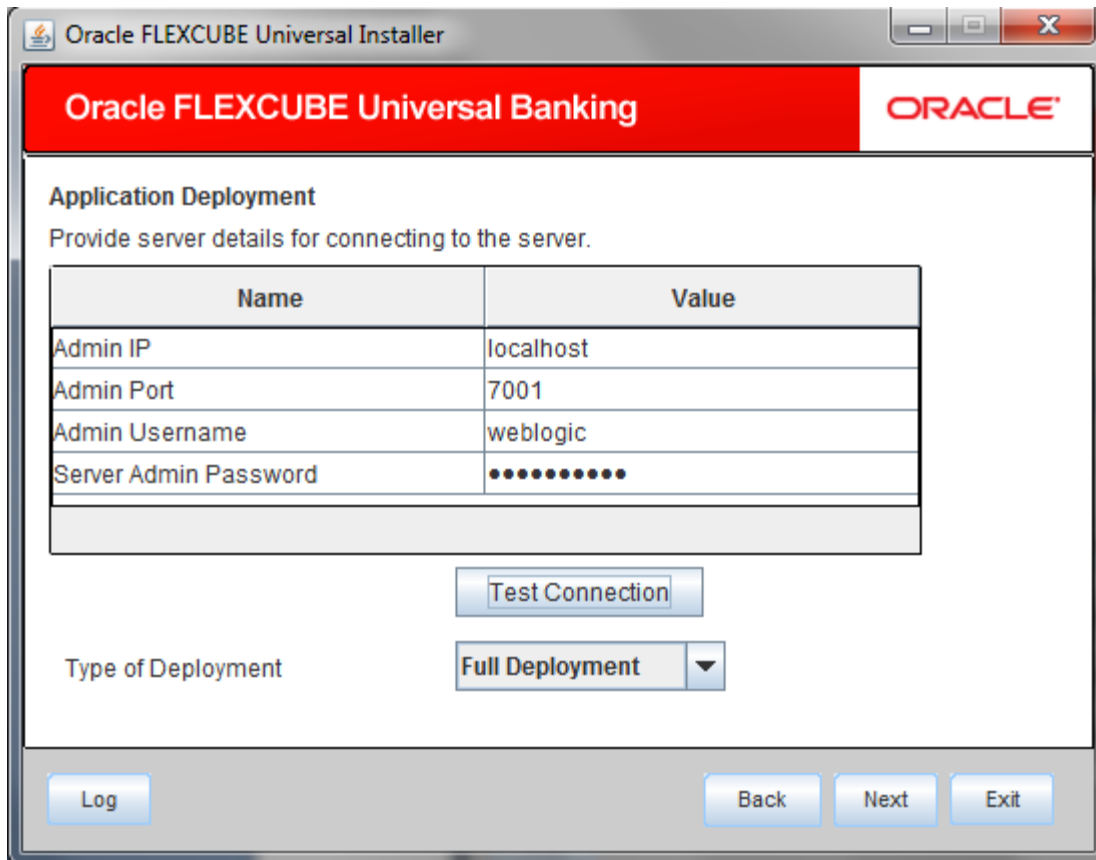 Oracle FLEXCUBE Universal Installer
Oracle FLEXCUBE Universal Banking
ORACLE
Application Deployment
Provide server details for connecting to the server.
Name Value
Admin IP localhost
Admin Port 7001
Admin Username weblogic
Server Admin Password ••••••••••
Test Connection
Type of Deployment Full Deployment
Log Back Next Exit